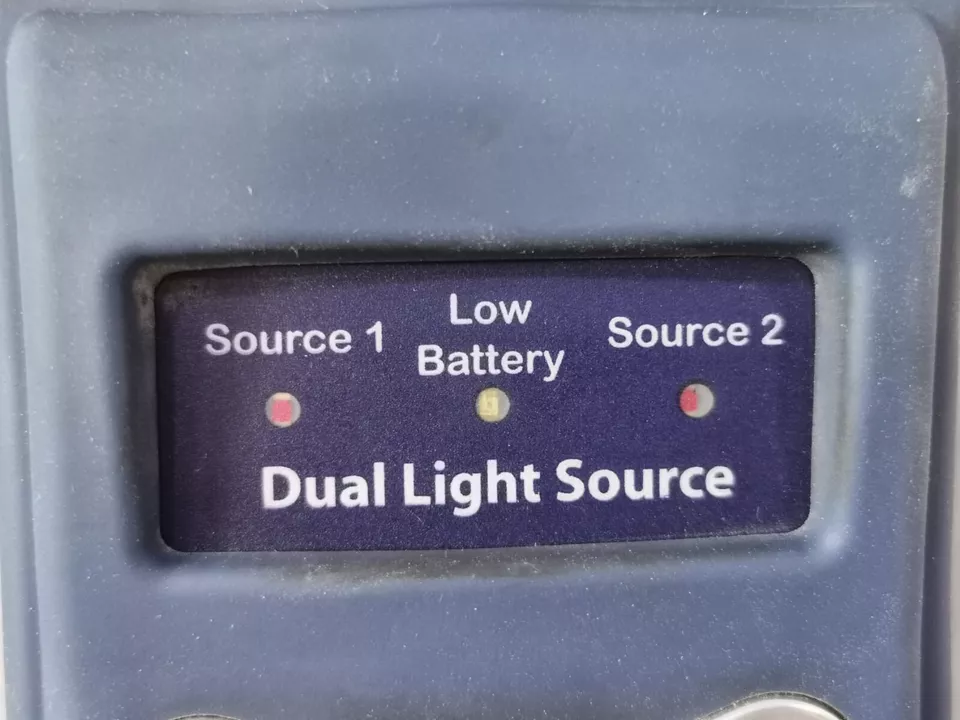 Source 1
Low
Battery
Source 2
Dual Light Source